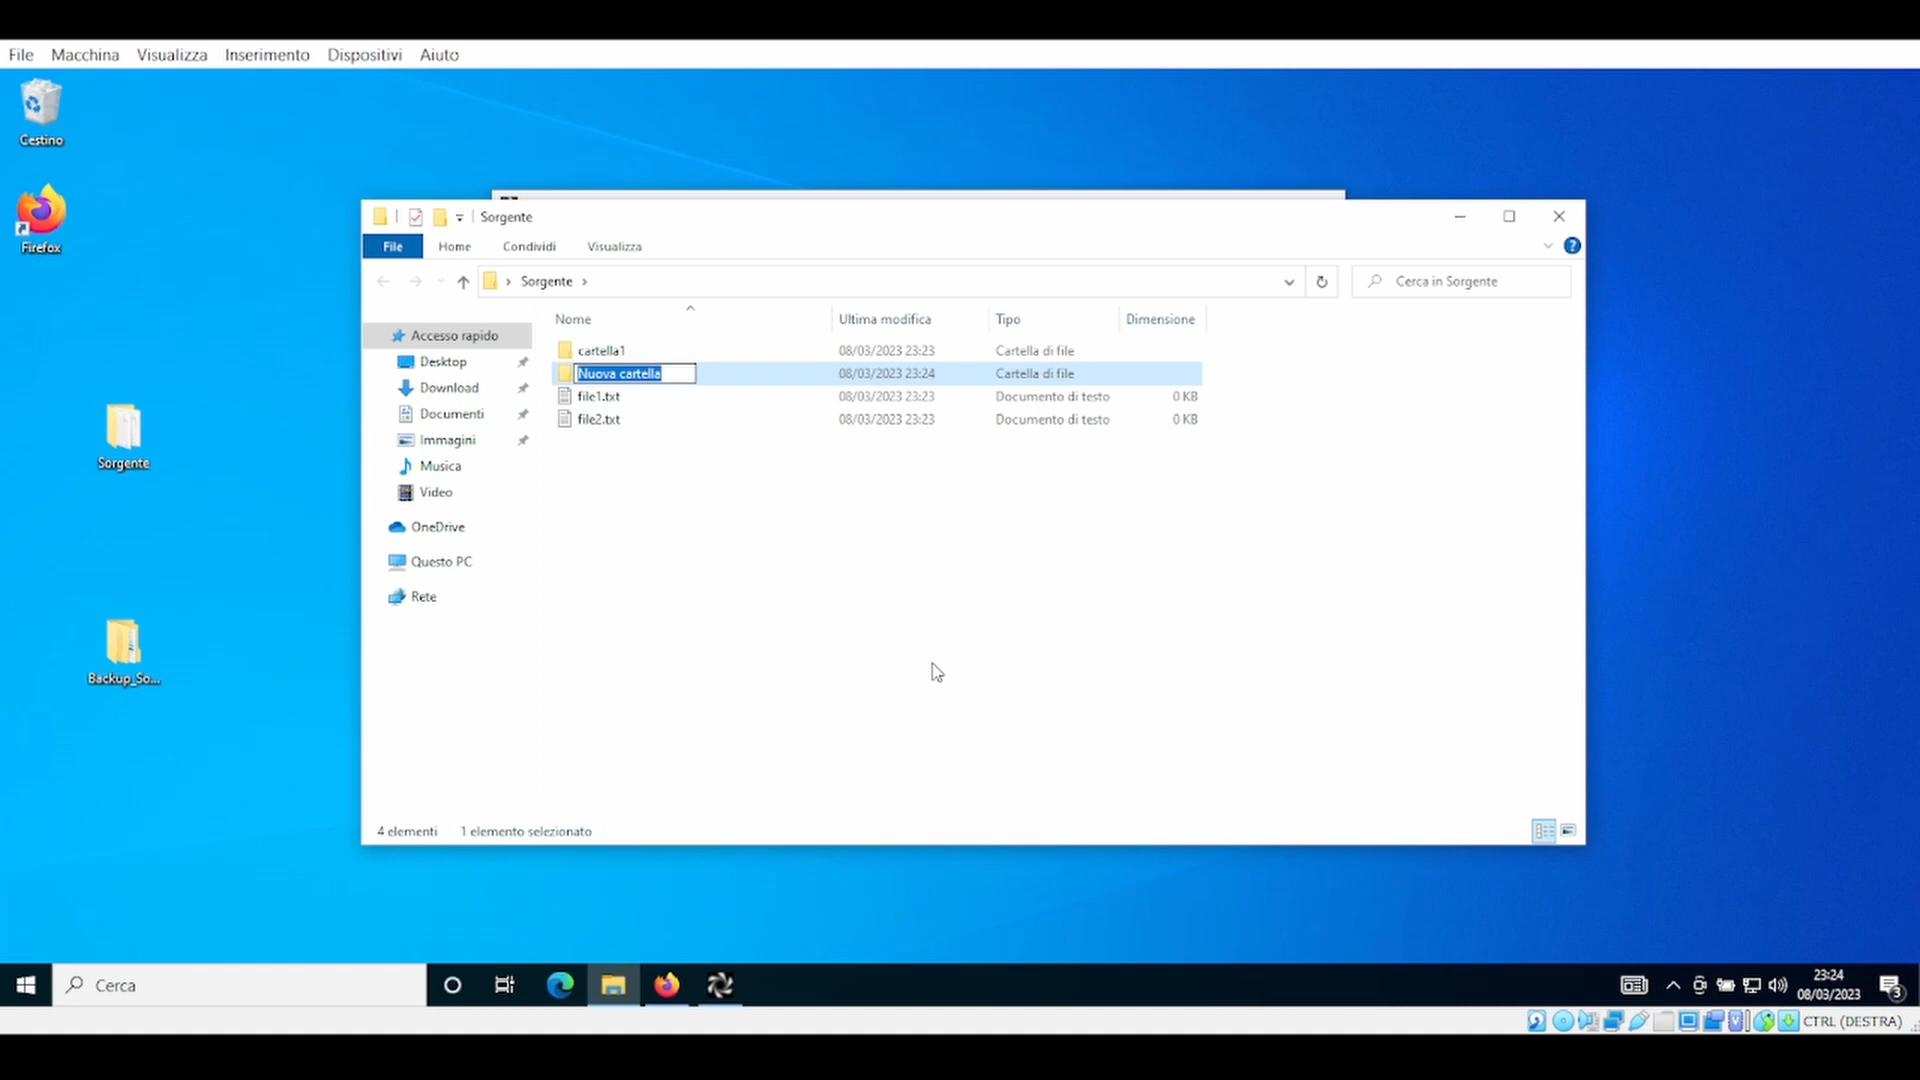 File Macchina Visualizza Inserimento Dispositivi Aiuto
Cestino
Firefox
Sorgente
Backup_So...
Sorgente
File Home Condividi Visualizza
Sorgente
Cerca in Sorgente
Nome Ultima modifica Tipo Dimensione
cartella1 08/03/2023 23:23 Cartella di file
Nuova cartella 08/03/2023 23:24 Cartella di file
file1.txt 08/03/2023 23:23 Documento di testo 0 KB
file2.txt 08/03/2023 23:23 Documento di testo 0 KB
Accesso rapido
Desktop
Download
Documenti
Immagini
Musica
Video
OneDrive
Questo PC
Rete
4 elementi 1 elemento selezionato
Cerca
23:24
08/03/2023
3
CTRL (DESTRA)